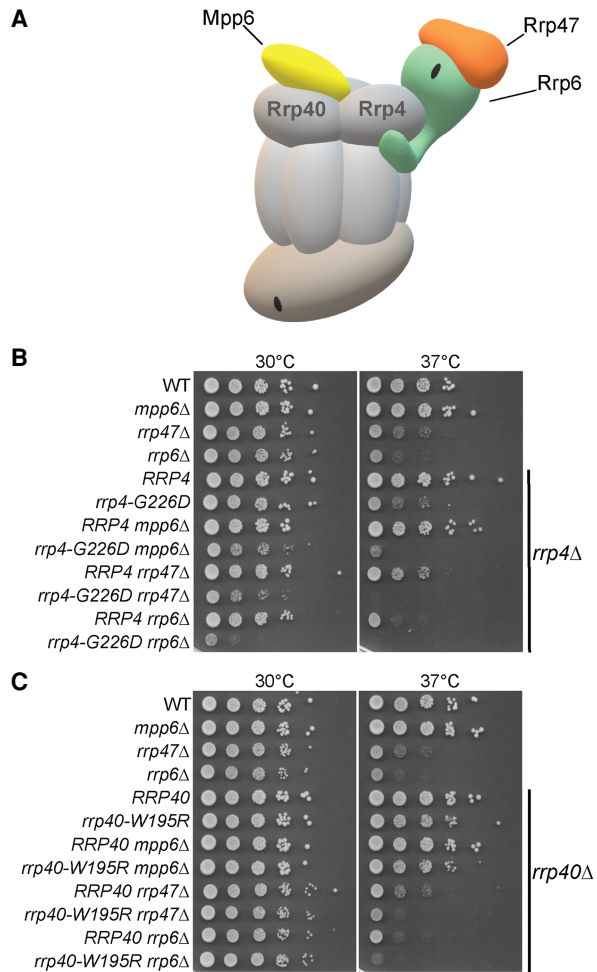 A
Mpp6
Rrp47
Rrp6
Rrp40
Rrp4
B
30°C
37°C
WT
mpp6Δ
rrp47Δ
rrp6Δ
RRP4
rrp4-G226D
RRP4 mpp6Δ
rrp4-G226D mpp6Δ
RRP4 rrp47Δ
rrp4-G226D rrp47Δ
RRP4 rrp6Δ
rrp4-G226D rrp6Δ
rrp4Δ
C
30°C
37°C
WT
mpp6Δ
rrp47Δ
rrp6Δ
RRP40
rrp40-W195R
RRP40 mpp6Δ
rrp40-W195R mpp6Δ
RRP40 rrp47Δ
rrp40-W195R rrp47Δ
RRP40 rrp6Δ
rrp40-W195R rrp6Δ
rrp40Δ